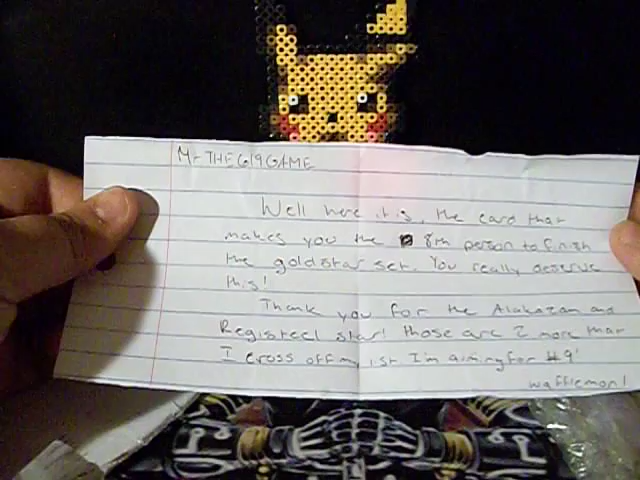 Mr THE619GAME
Well here it is, the card that
makes you the 8th person to finish
the goldstar set. You really deserve
this!
Thank you for the Alakazam and
Registeel star! those are 2 more that
I cross off my list I'm aiming for #9!
wafflemon!